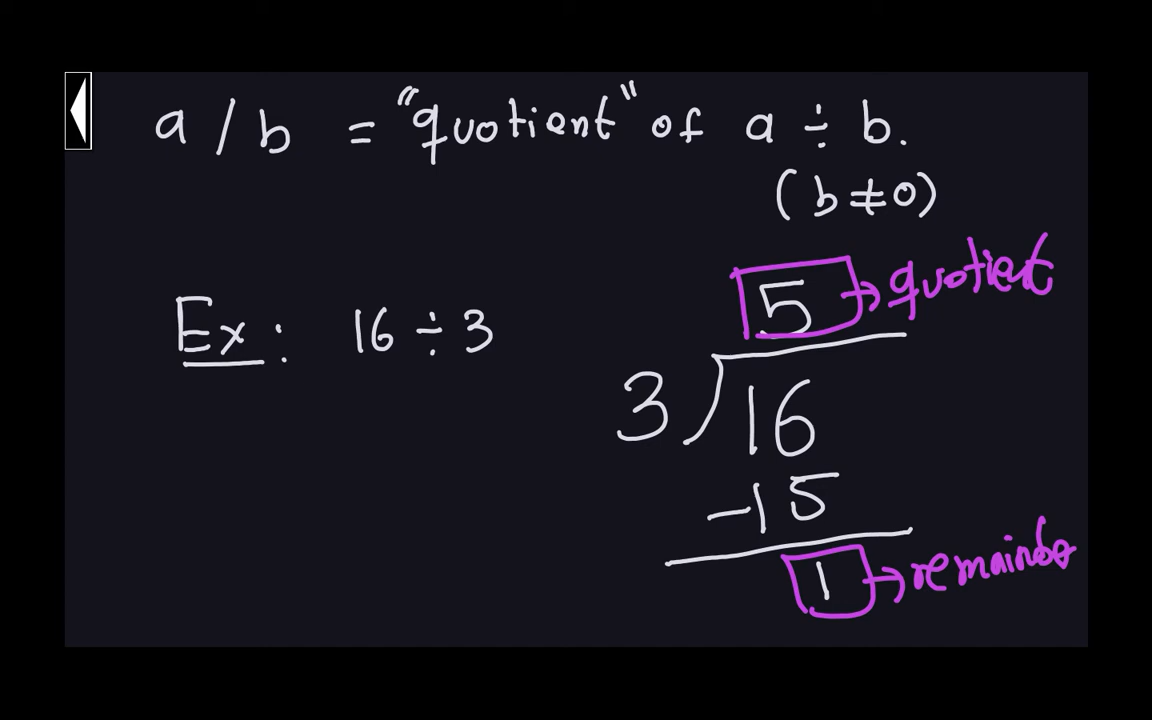 a / b = "quotient" of a ÷ b.
(b ≠ 0)
Ex: 16 ÷ 3
5 → quotient
3 ) 16
-15
1 → remainder